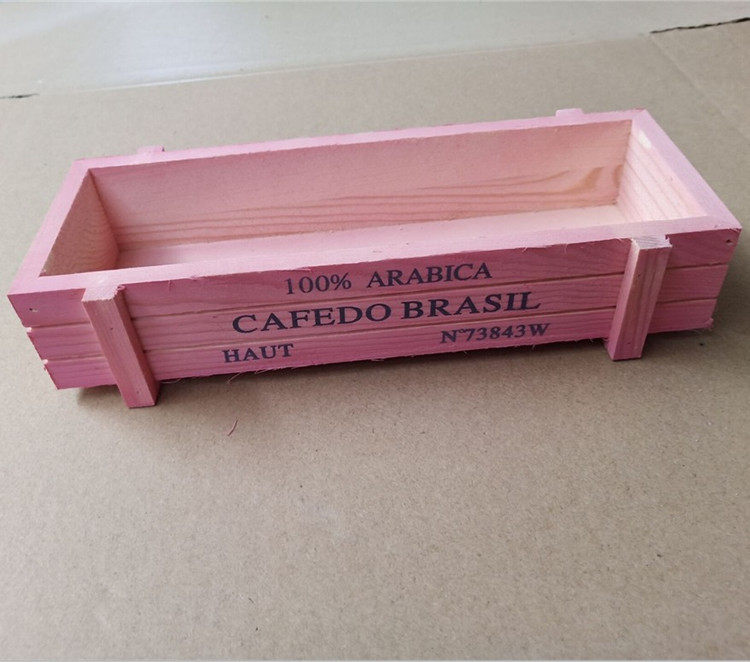 100% ARABICA
CAFEDO BRASIL
HAUT N°73843W